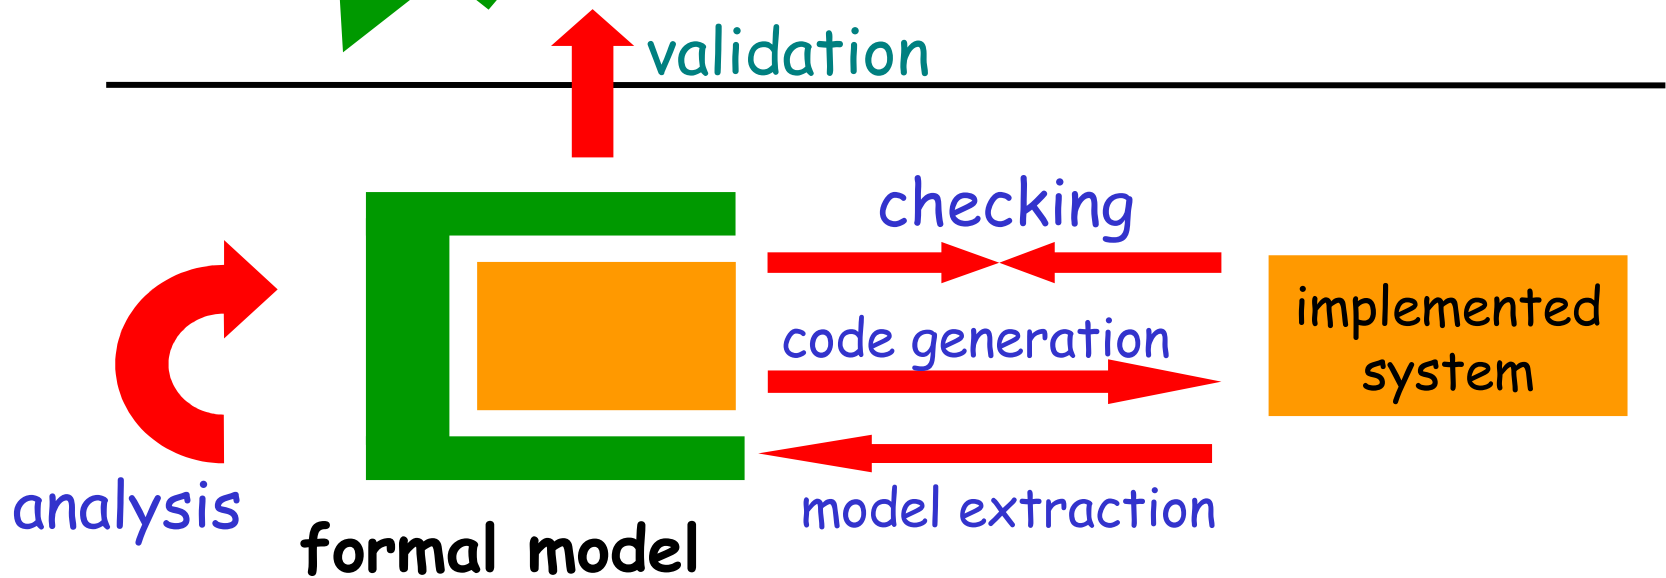 validation
checking
code generation
implemented
system
model extraction
analysis
formal model